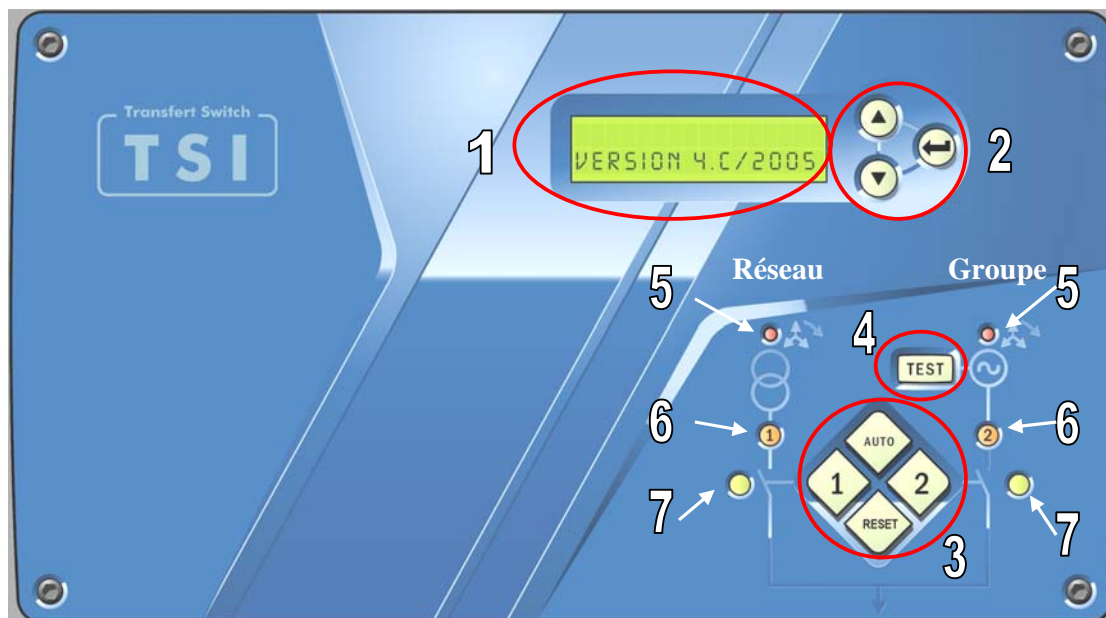 Transfert Switch
TSI
1
VERSION 4.C/2005
2
Réseau
Groupe
5
5
4
TEST
6
1
2
6
AUTO
1
2
RESET
7
3
7